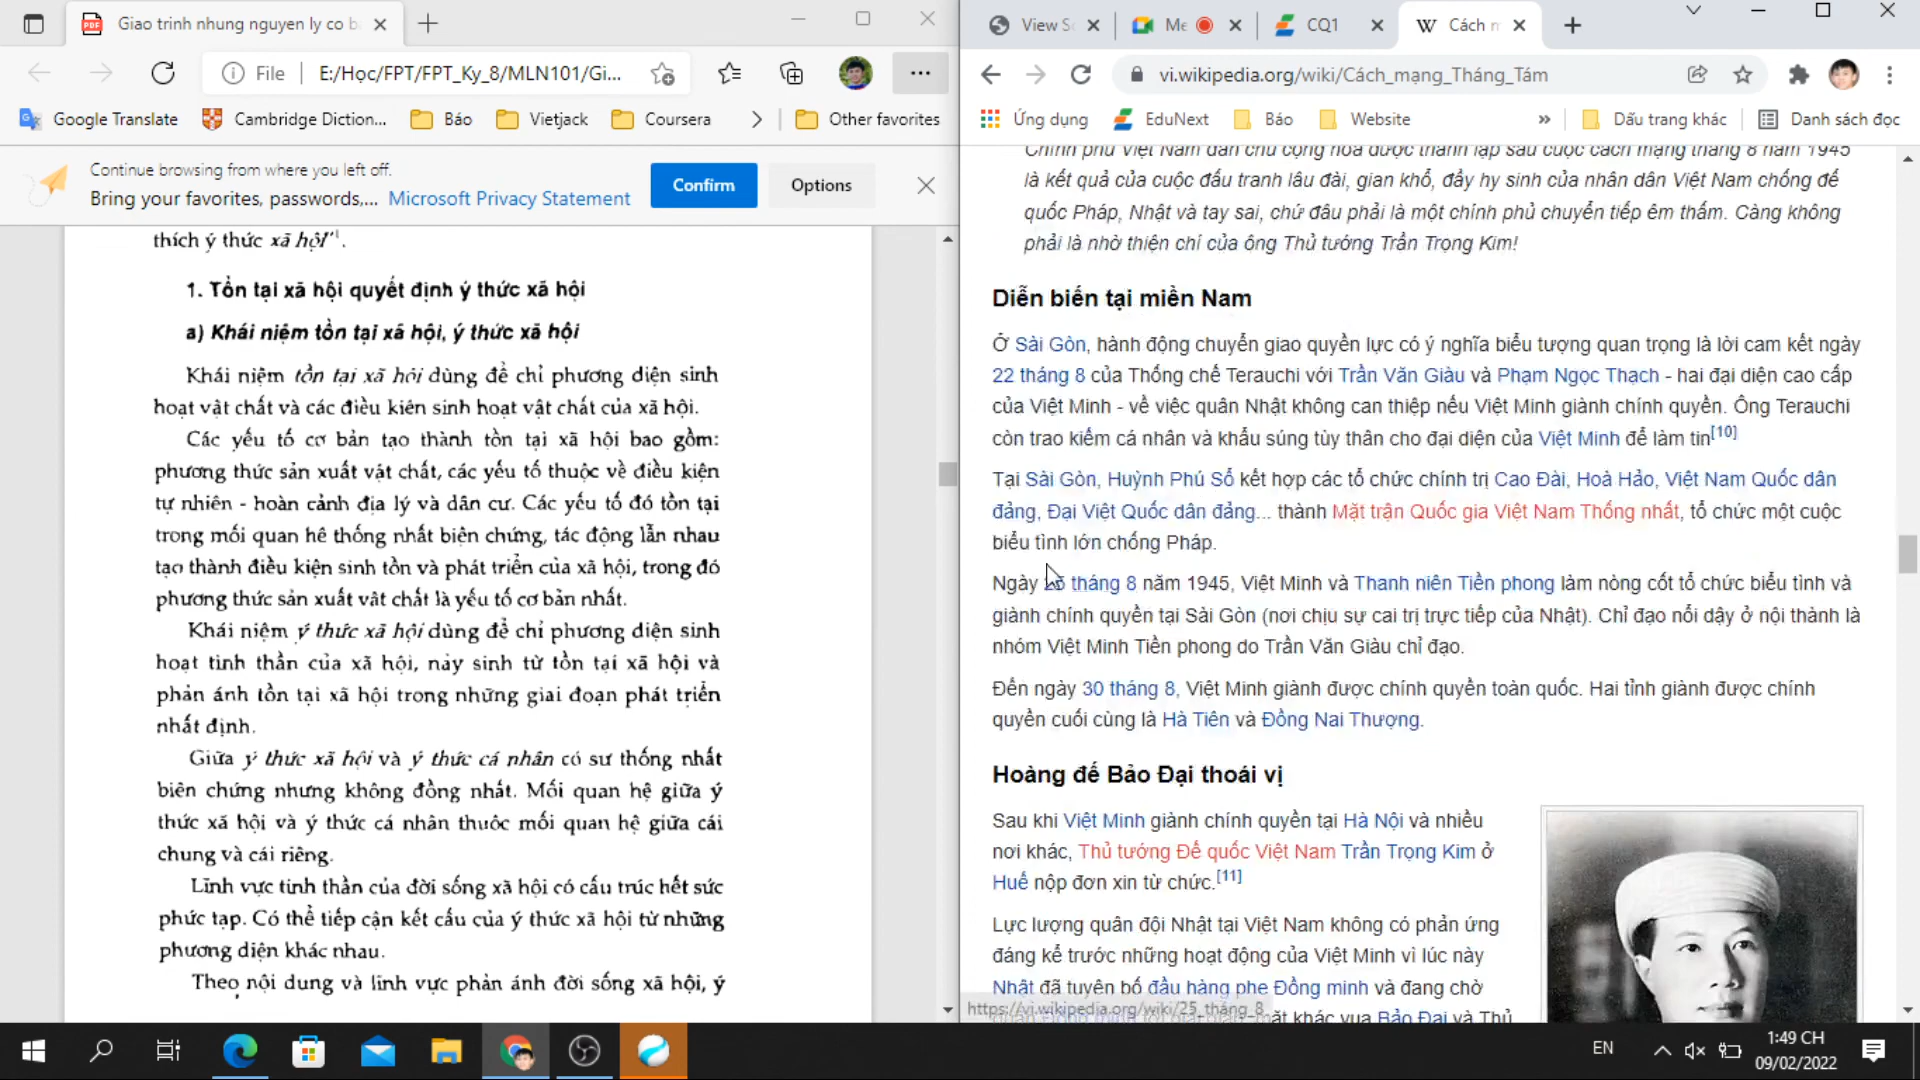 Giao trinh nhung nguyen ly co b
File
E:/Học/FPT/FPT_Ky_8/MLN101/Gi...
Google Translate
Cambridge Diction...
Báo
Vietjack
Coursera
Other favorites
Continue browsing from where you left off.
Bring your favorites, passwords,... Microsoft Privacy Statement
Confirm
Options
thích ý thức xã hội"¹.
1. Tồn tại xã hội quyết định ý thức xã hội
a) Khái niệm tồn tại xã hội, ý thức xã hội
Khái niệm tồn tại xã hội dùng để chỉ phương diện sinh
hoạt vật chất và các điều kiện sinh hoạt vật chất của xã hội.
Các yếu tố cơ bản tạo thành tồn tại xã hội bao gồm:
phương thức sản xuất vật chất, các yếu tố thuộc về điều kiện
tự nhiên - hoàn cảnh địa lý và dân cư. Các yếu tố đó tồn tại
trong mối quan hệ thống nhất biện chứng, tác động lẫn nhau
tạo thành điều kiện sinh tồn và phát triển của xã hội, trong đó
phương thức sản xuất vật chất là yếu tố cơ bản nhất.
Khái niệm ý thức xã hội dùng để chỉ phương diện sinh
hoạt tinh thần của xã hội, nảy sinh từ tồn tại xã hội và
phản ánh tồn tại xã hội trong những giai đoạn phát triển
nhất định.
Giữa ý thức xã hội và ý thức cá nhân có sự thống nhất
biện chứng nhưng không đồng nhất. Mối quan hệ giữa ý
thức xã hội và ý thức cá nhân thuộc mối quan hệ giữa cái
chung và cái riêng.
Lĩnh vực tinh thần của đời sống xã hội có cấu trúc hết sức
phức tạp. Có thể tiếp cận kết cấu của ý thức xã hội từ những
phương diện khác nhau.
Theo nội dung và lĩnh vực phản ánh đời sống xã hội, ý
View S
Me
CQ1
Cách m
vi.wikipedia.org/wiki/Cách_mạng_Tháng_Tám
Ứng dụng
EduNext
Báo
Website
»
Dấu trang khác
Danh sách đọc
Chính phủ Việt Nam dân chủ cộng hòa được thành lập sau cuộc cách mạng tháng 8 năm 1945
là kết quả của cuộc đấu tranh lâu dài, gian khổ, đầy hy sinh của nhân dân Việt Nam chống đế
quốc Pháp, Nhật và tay sai, chứ đâu phải là một chính phủ chuyển tiếp êm thấm. Càng không
phải là nhờ thiện chí của ông Thủ tướng Trần Trọng Kim!
Diễn biến tại miền Nam
Ở Sài Gòn, hành động chuyển giao quyền lực có ý nghĩa biểu tượng quan trọng là lời cam kết ngày
22 tháng 8 của Thống chế Terauchi với Trần Văn Giàu và Phạm Ngọc Thạch - hai đại diện cao cấp
của Việt Minh - về việc quân Nhật không can thiệp nếu Việt Minh giành chính quyền. Ông Terauchi
còn trao kiếm cá nhân và khẩu súng tùy thân cho đại diện của Việt Minh để làm tin[10]
Tại Sài Gòn, Huỳnh Phú Sổ kết hợp các tổ chức chính trị Cao Đài, Hoà Hảo, Việt Nam Quốc dân
đảng, Đại Việt Quốc dân đảng... thành Mặt trận Quốc gia Việt Nam Thống nhất, tổ chức một cuộc
biểu tình lớn chống Pháp.
Ngày 25 tháng 8 năm 1945, Việt Minh và Thanh niên Tiền phong làm nòng cốt tổ chức biểu tình và
giành chính quyền tại Sài Gòn (nơi chịu sự cai trị trực tiếp của Nhật). Chỉ đạo nổi dậy ở nội thành là
nhóm Việt Minh Tiền phong do Trần Văn Giàu chỉ đạo.
Đến ngày 30 tháng 8, Việt Minh giành được chính quyền toàn quốc. Hai tỉnh giành được chính
quyền cuối cùng là Hà Tiên và Đồng Nai Thượng.
Hoàng đế Bảo Đại thoái vị
Sau khi Việt Minh giành chính quyền tại Hà Nội và nhiều
nơi khác, Thủ tướng Đế quốc Việt Nam Trần Trọng Kim ở
Huế nộp đơn xin từ chức.[11]
Lực lượng quân đội Nhật tại Việt Nam không có phản ứng
đáng kể trước những hoạt động của Việt Minh vì lúc này
Nhật đã tuyên bố đầu hàng phe Đồng minh và đang chờ
mặt khác vua Bảo Đại và Thủ
https://vi.wikipedia.org/wiki/25_tháng_8
EN
1:49 CH
09/02/2022